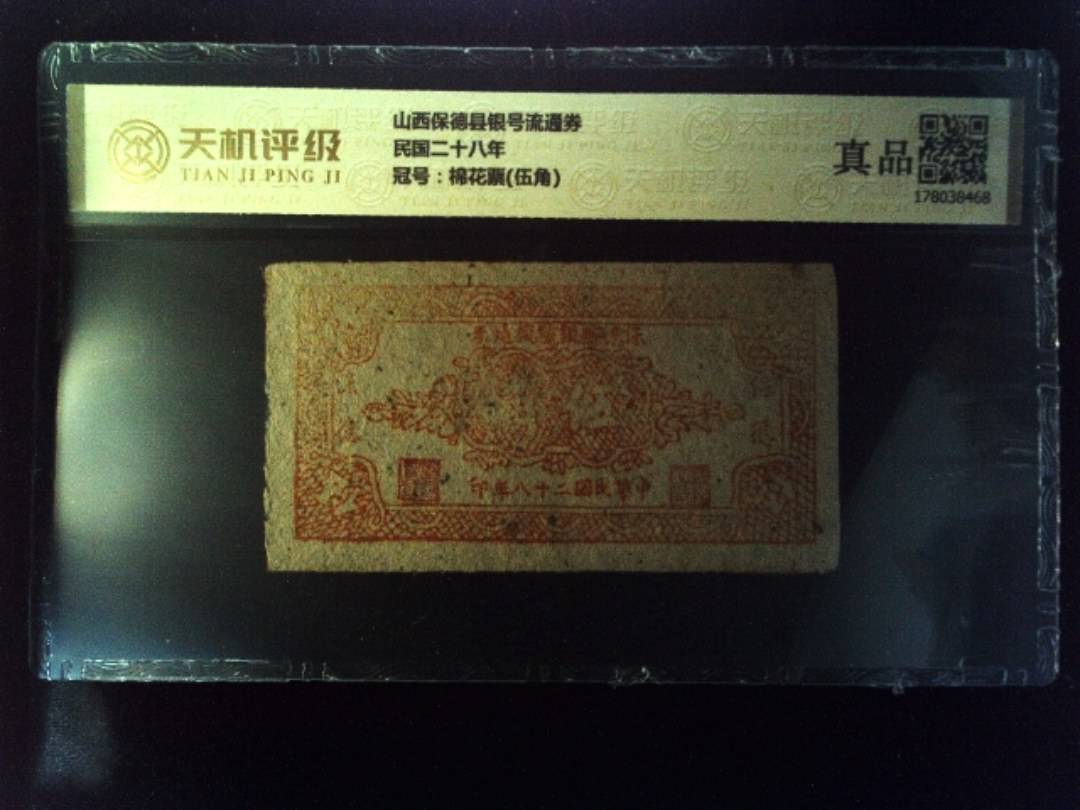 天机评级
TIAN JI PING JI
山西保德县银号流通券
民国二十八年
冠号：棉花票(伍角)
真品
178038468
印年八十二國民華中